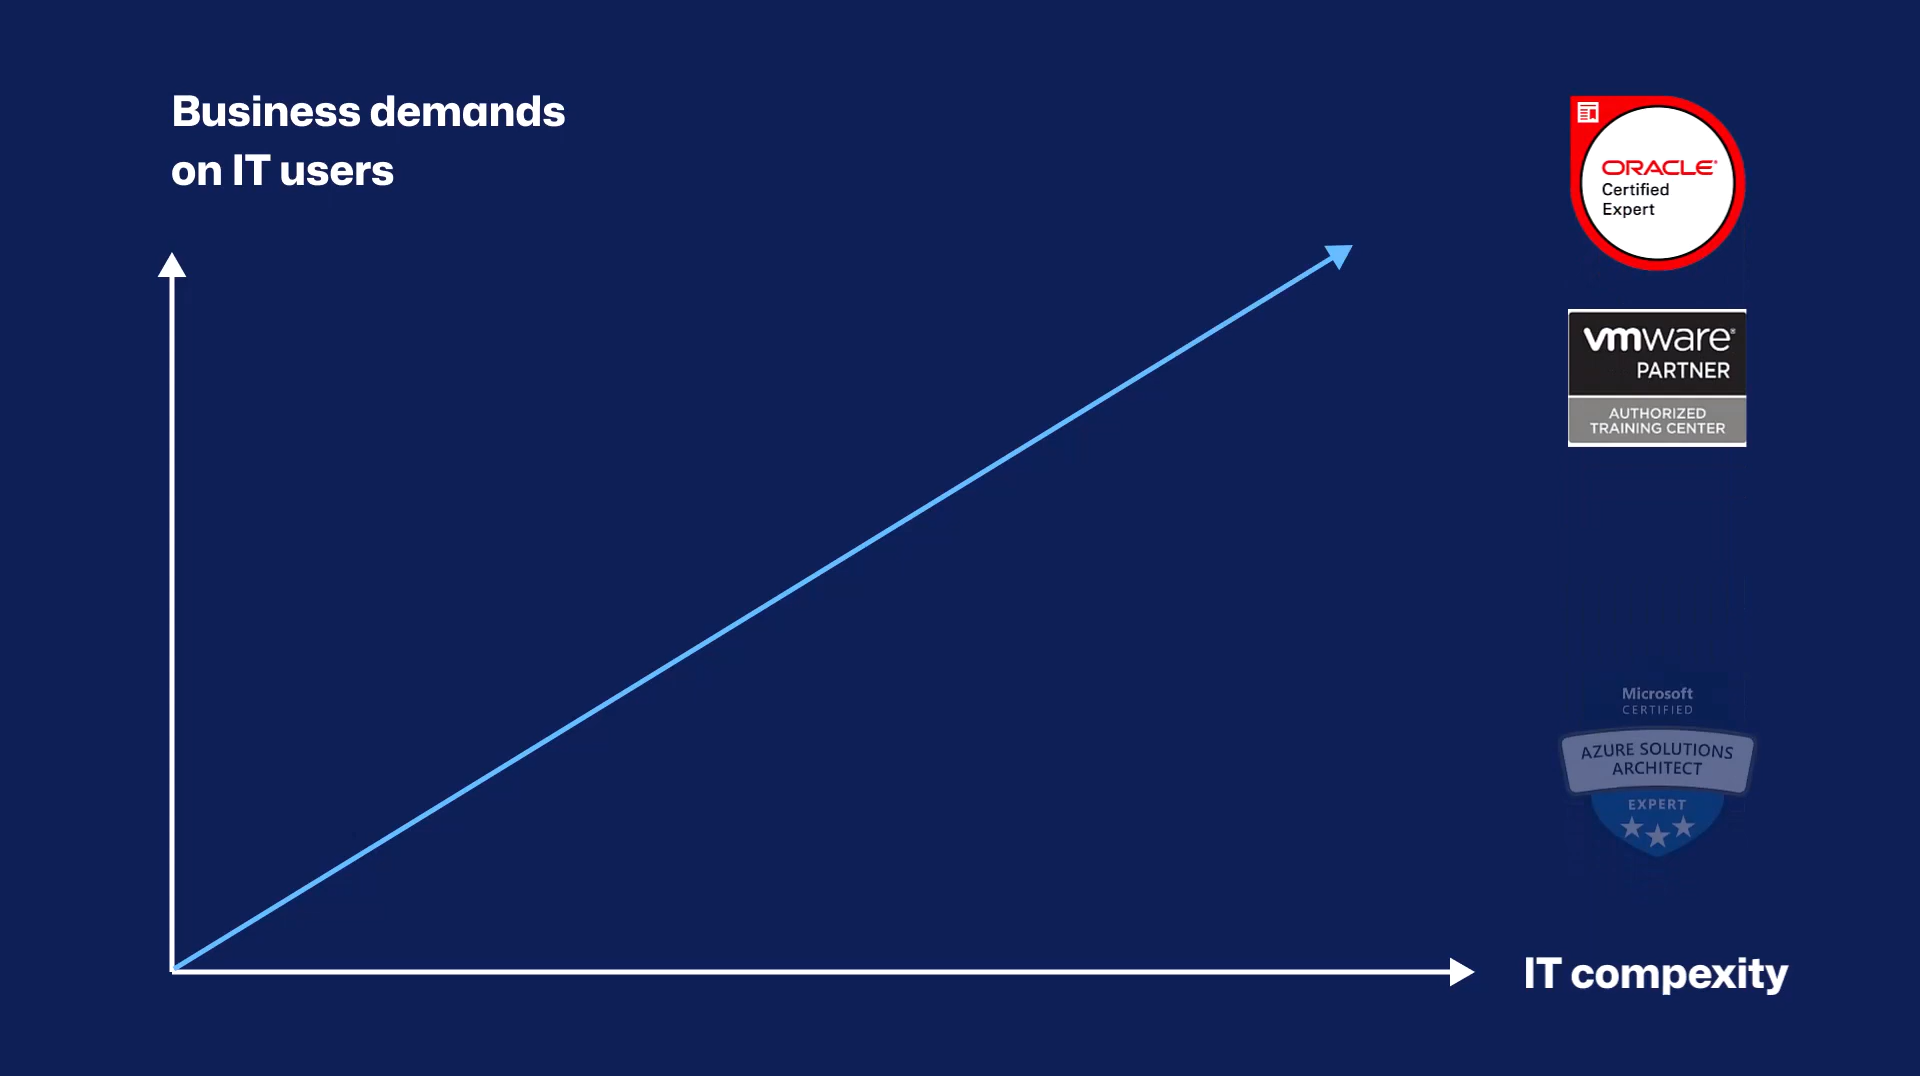 Business demands
on IT users
ORACLE
Certified
Expert
vmware
PARTNER
AUTHORIZED
TRAINING CENTER
Microsoft
CERTIFIED
AZURE SOLUTIONS
ARCHITECT
EXPERT
IT compexity